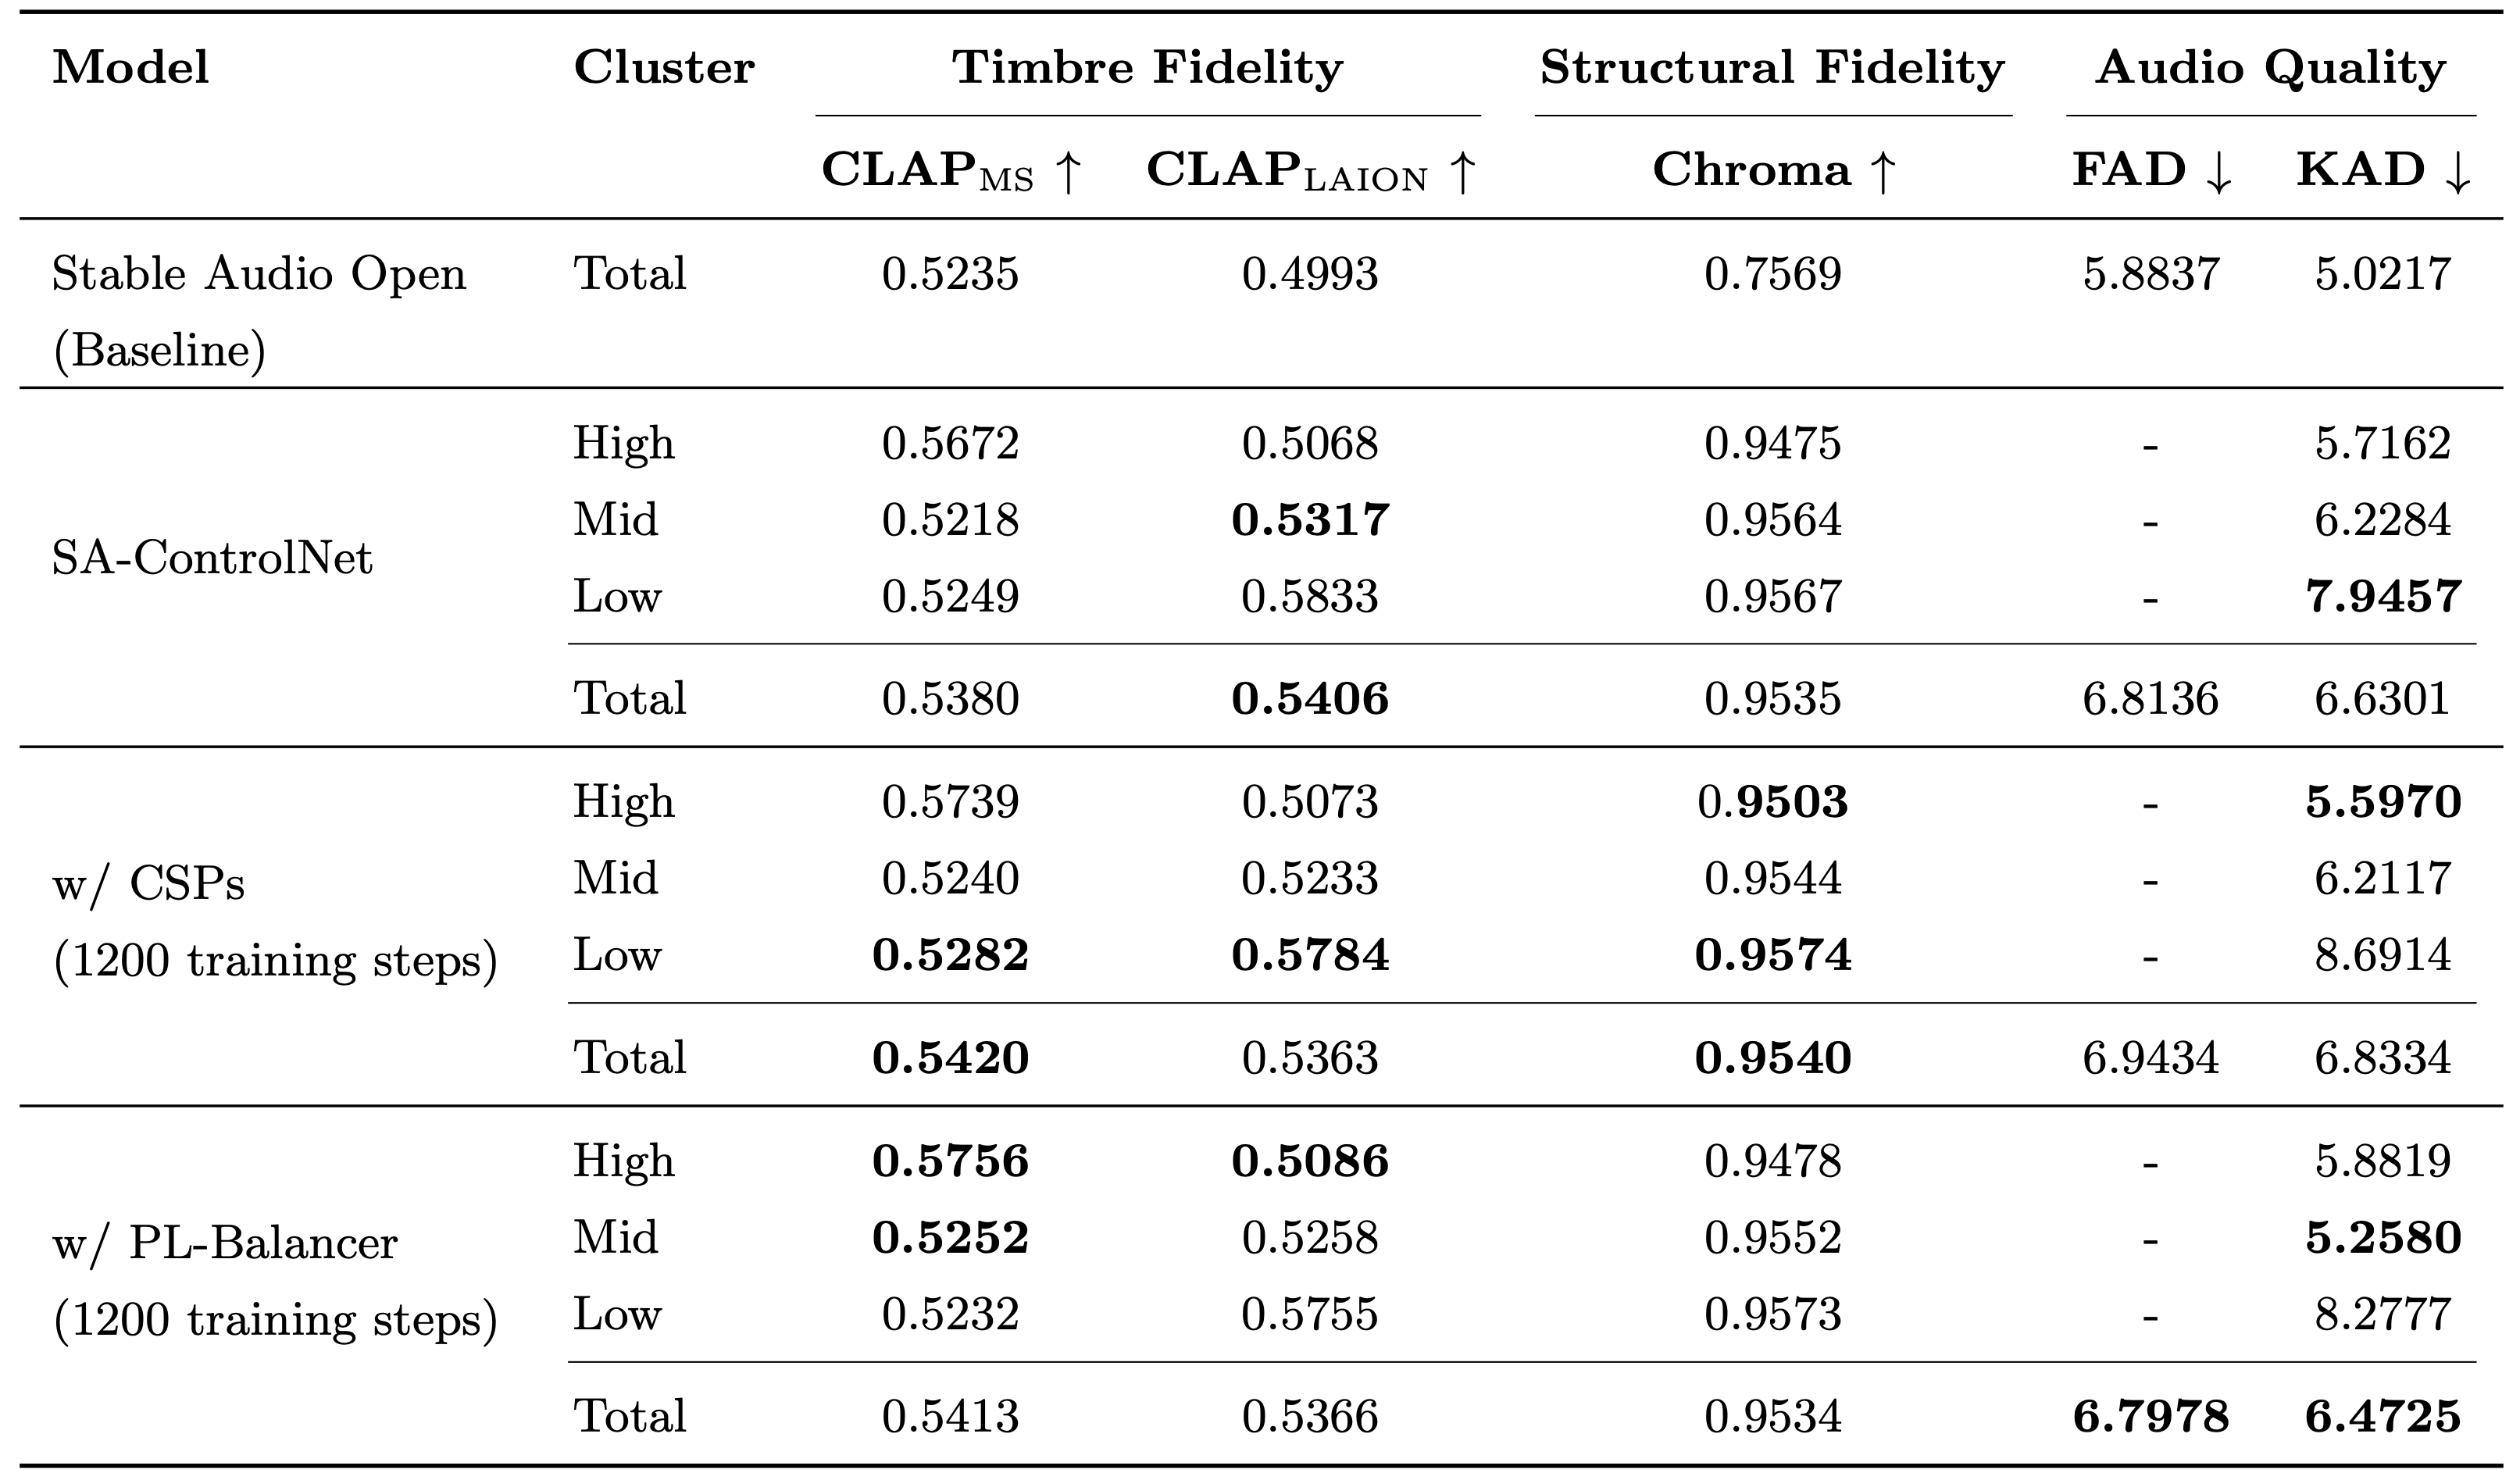 Model Cluster Timbre Fidelity Structural Fidelity Audio Quality
CLAP_MS ↑ CLAP_LAION ↑ Chroma ↑ FAD ↓ KAD ↓
Stable Audio Open Total 0.5235 0.4993 0.7569 5.8837 5.0217
(Baseline)
High 0.5672 0.5068 0.9475 - 5.7162
Mid 0.5218 0.5317 0.9564 - 6.2284
SA-ControlNet
Low 0.5249 0.5833 0.9567 - 7.9457
Total 0.5380 0.5406 0.9535 6.8136 6.6301
High 0.5739 0.5073 0.9503 - 5.5970
Mid 0.5240 0.5233 0.9544 - 6.2117
w/ CSPs
Low 0.5282 0.5784 0.9574 - 8.6914
(1200 training steps)
Total 0.5420 0.5363 0.9540 6.9434 6.8334
High 0.5756 0.5086 0.9478 - 5.8819
Mid 0.5252 0.5258 0.9552 - 5.2580
w/ PL-Balancer
Low 0.5232 0.5755 0.9573 - 8.2777
(1200 training steps)
Total 0.5413 0.5366 0.9534 6.7978 6.4725